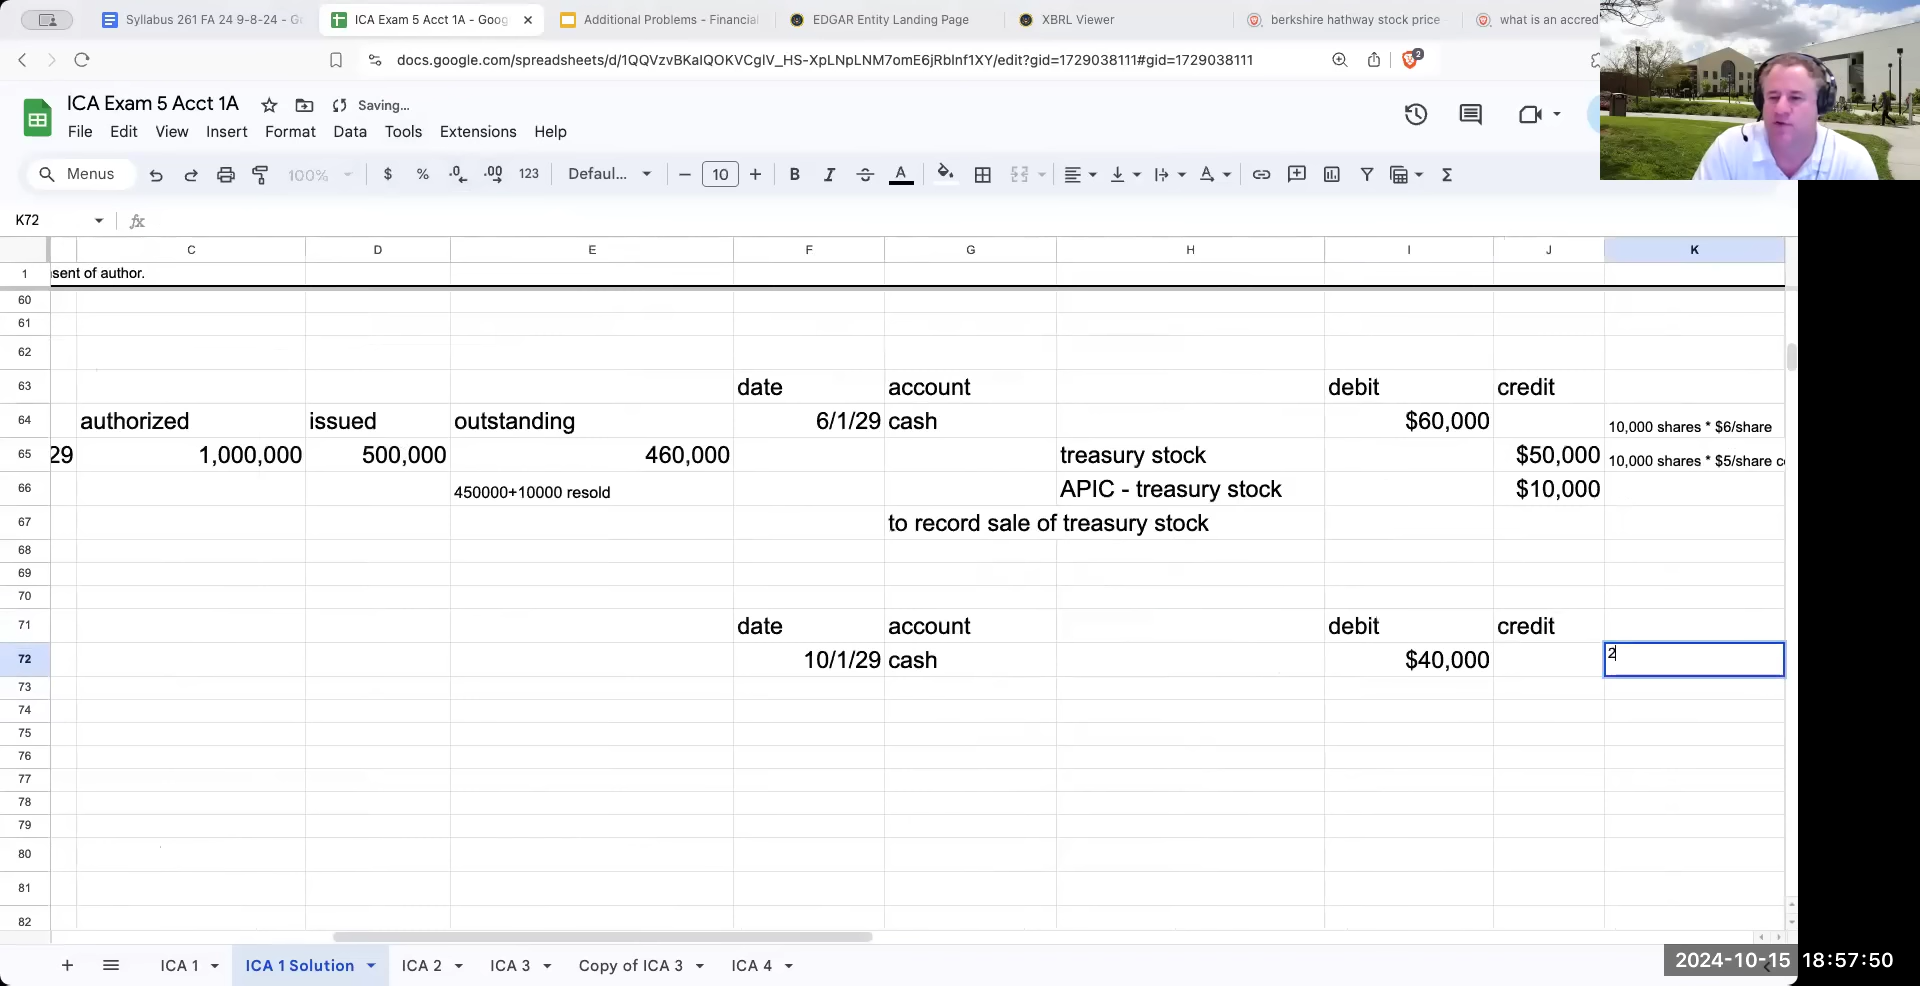 Syllabus 261 FA 24 9-8-24 - Go
ICA Exam 5 Acct 1A - Goog
Additional Problems - Financial
EDGAR Entity Landing Page
XBRL Viewer
berkshire hathway stock price
what is an accred
docs.google.com/spreadsheets/d/1QQVzvBKaIQOKVCgIV_HS-XpLNpLNM7omE6jRbInf1XY/edit?gid=1729038111#gid=1729038111
2
ICA Exam 5 Acct 1A
Saving...
File Edit View Insert Format Data Tools Extensions Help
Menus 100% $ % .0 .00 123 Defaul... 10 B I A Σ
K72 fx
C D E F G H I J K
1 sent of author.
60
61
62
63 date account debit credit
64 authorized issued outstanding 6/1/29 cash $60,000 10,000 shares * $6/share
65 29 1,000,000 500,000 460,000 treasury stock $50,000 10,000 shares * $5/share c
66 450000+10000 resold APIC - treasury stock $10,000
67 to record sale of treasury stock
68
69
70
71 date account debit credit
72 10/1/29 cash $40,000 2
73
74
75
76
77
78
79
80
81
82
+ ICA 1 ICA 1 Solution ICA 2 ICA 3 Copy of ICA 3 ICA 4
2024-10-15 18:57:50